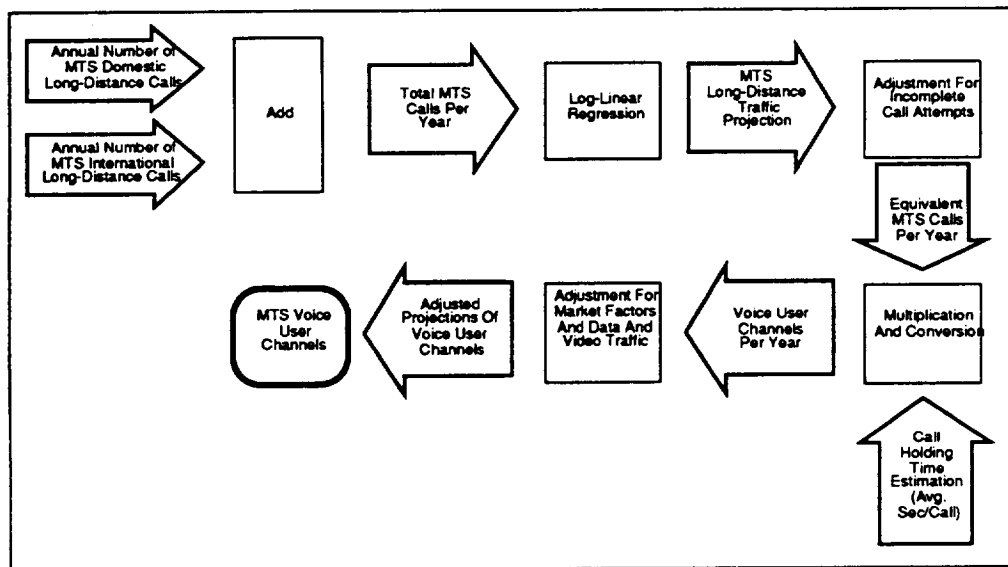 Annual Number of
MTS Domestic
Long-Distance Calls
Annual Number of
MTS International
Long-Distance Calls
Add
Total MTS
Calls Per
Year
Log-Linear
Regression
MTS
Long-Distance
Traffic
Projection
Adjustment For
Incomplete
Call Attempts
Equivalent
MTS Calls
Per Year
MTS Voice
User
Channels
Adjusted
Projections Of
Voice User
Channels
Adjustment For
Market Factors
And Data And
Video Traffic
Voice User
Channels
Per Year
Multiplication
And Conversion
Call
Holding
Time
Estimation
(Avg.
Sec/Call)